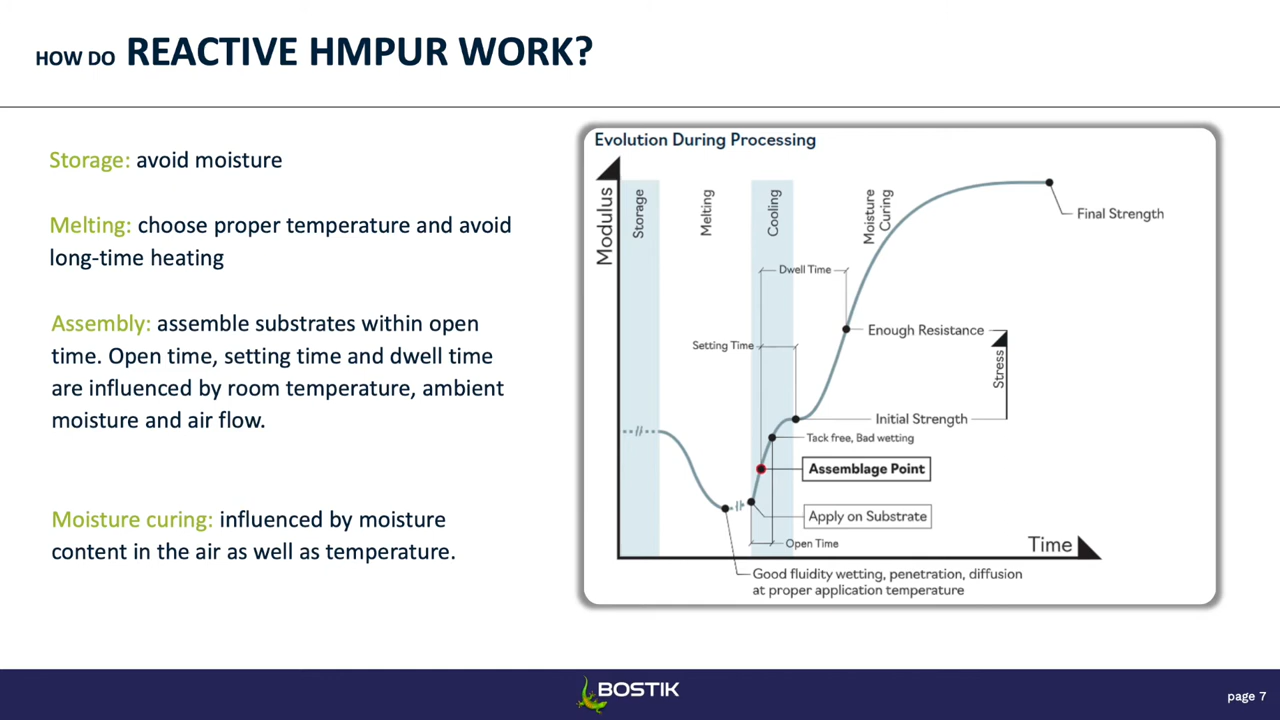 HOW DO REACTIVE HMPUR WORK?
Storage: avoid moisture
Melting: choose proper temperature and avoid
long-time heating
Assembly: assemble substrates within open
time. Open time, setting time and dwell time
are influenced by room temperature, ambient
moisture and air flow.
Moisture curing: influenced by moisture
content in the air as well as temperature.
Evolution During Processing
Modulus
Storage
Melting
Cooling
Moisture
Curing
Final Strength
Dwell Time
Enough Resistance
Setting Time
Stress
Initial Strength
Tack free, Bad wetting
Assemblage Point
Apply on Substrate
Open Time
Time
Good fluidity wetting, penetration, diffusion
at proper application temperature
BOSTIK
page 7